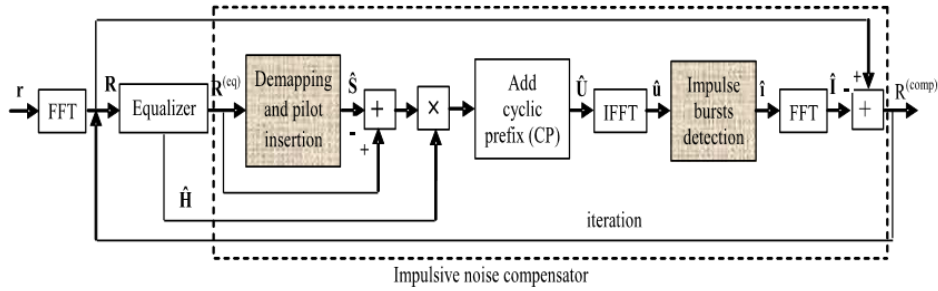 r
FFT
R
Equalizer
R(eq)
Demapping
and pilot
insertion
Ŝ
-
+
+
×
Add
cyclic
prefix (CP)
Û
IFFT
û
Impulse
bursts
detection
î
FFT
Î
-
+
+
R(comp)
Ĥ
iteration
Impulsive noise compensator